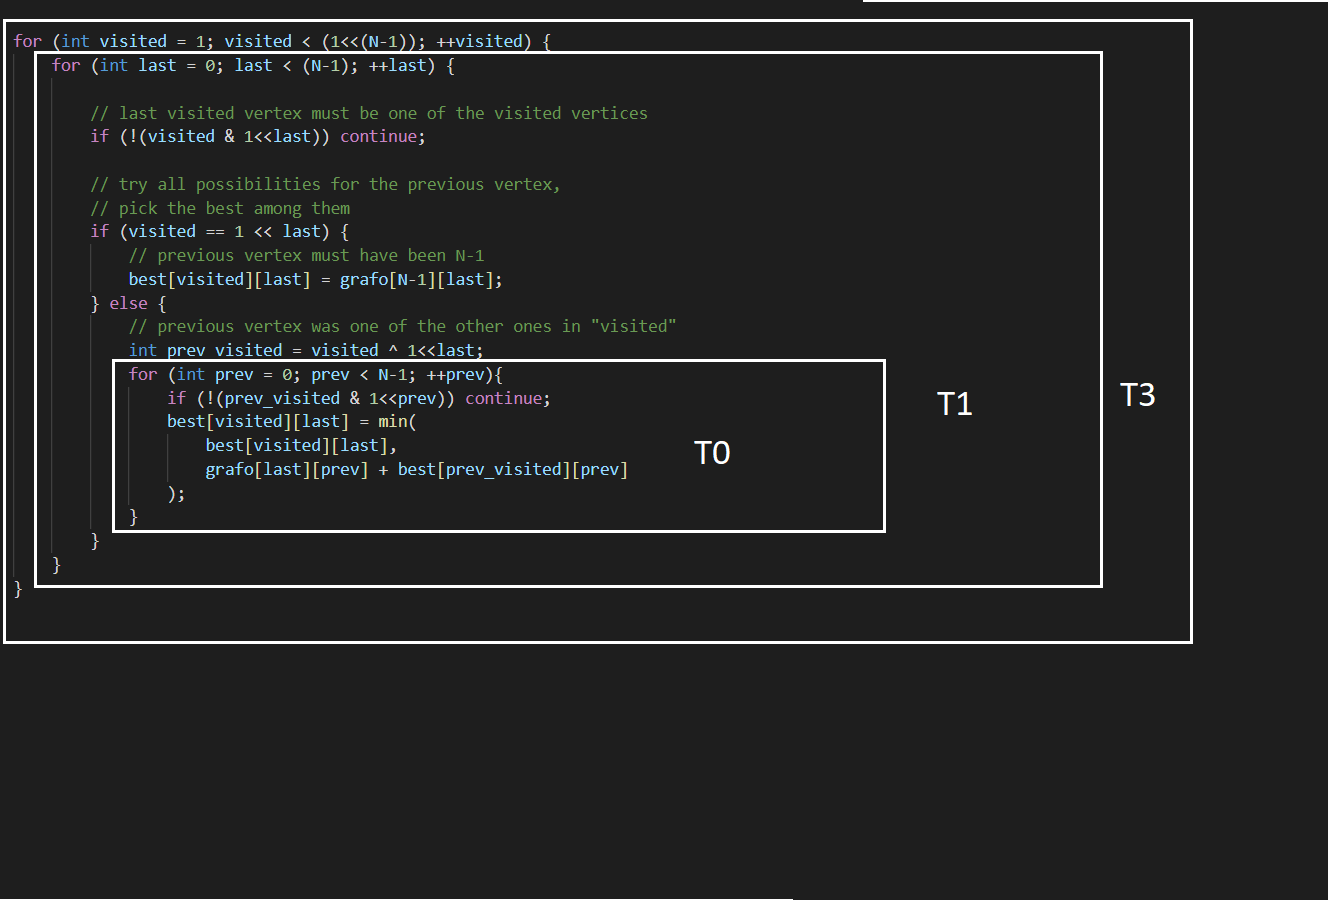 for (int visited = 1; visited < (1<<(N-1)); ++visited) {
for (int last = 0; last < (N-1); ++last) {
// last visited vertex must be one of the visited vertices
if (!(visited & 1<<last)) continue;
// try all possibilities for the previous vertex,
// pick the best among them
if (visited == 1 << last) {
// previous vertex must have been N-1
best[visited][last] = grafo[N-1][last];
} else {
// previous vertex was one of the other ones in "visited"
int prev_visited = visited ^ 1<<last;
for (int prev = 0; prev < N-1; ++prev){
if (!(prev_visited & 1<<prev)) continue;
best[visited][last] = min(
best[visited][last],
grafo[last][prev] + best[prev_visited][prev]
);
}
}
}
}
T0
T1
T3